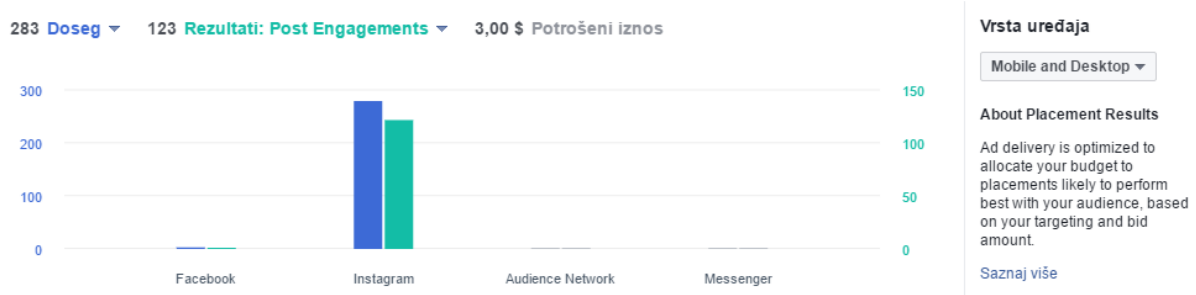 283 Doseg 123 Rezultati: Post Engagements 3,00 $ Potrošeni iznos
300
200
100
0
150
100
50
0
Facebook Instagram Audience Network Messenger
Vrsta uređaja
Mobile and Desktop
About Placement Results
Ad delivery is optimized to
allocate your budget to
placements likely to perform
best with your audience, based
on your targeting and bid
amount.
Saznaj više